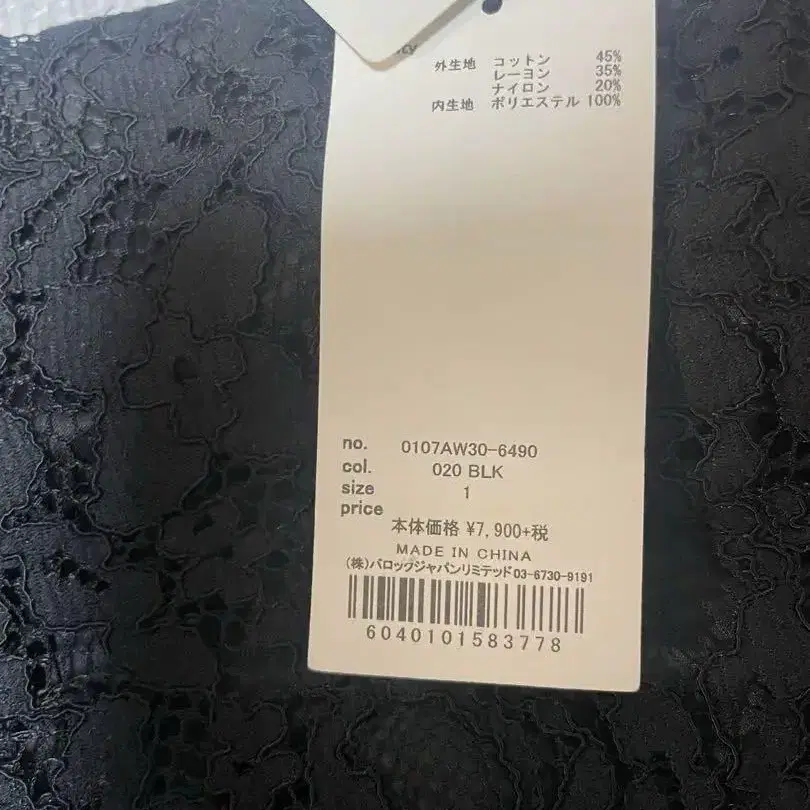 外生地 コットン 45%
レーヨン 35%
ナイロン 20%
内生地 ポリエステル 100%
no. 0107AW30-6490
col. 020 BLK
size 1
price
本体価格 ¥7,900+税
MADE IN CHINA
(株)バロックジャパンリミテッド03-6730-9191
6040101583778